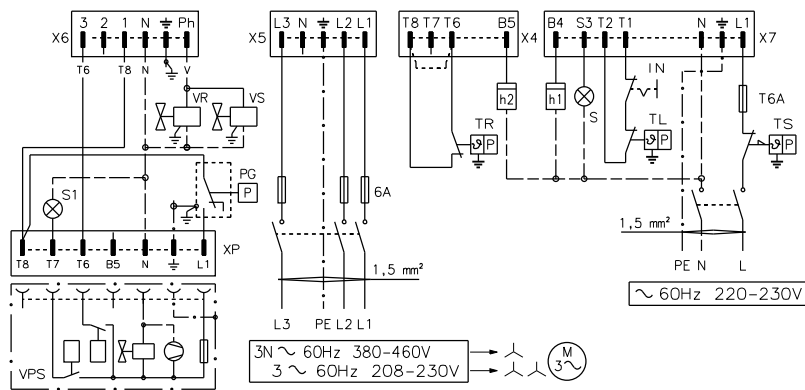 X6 3 2 1 N Ph
T6 T8 N V
VR VS
PG
P
S1
XP
T8 T7 T6 B5 N L1
VPS
X5 L3 N L2 L1
6A
1,5 mm²
L3 PE L2 L1
3N ~ 60Hz 380-460V
3 ~ 60Hz 208-230V
M
3~
T8 T7 T6 B5 X4
h2
TR
ϑ P
B4 S3 T2 T1 N L1 X7
h1
S
IN
TL
ϑ P
T6A
TS
ϑ P
1,5 mm²
PE N L
~ 60Hz 220-230V